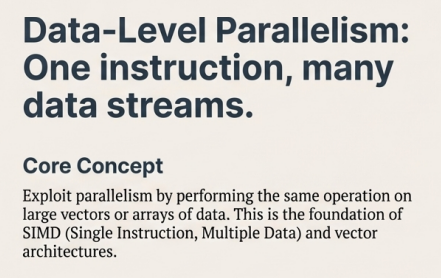 Data-Level Parallelism:
One instruction, many
data streams.
Core Concept
Exploit parallelism by performing the same operation on
large vectors or arrays of data. This is the foundation of
SIMD (Single Instruction, Multiple Data) and vector
architectures.